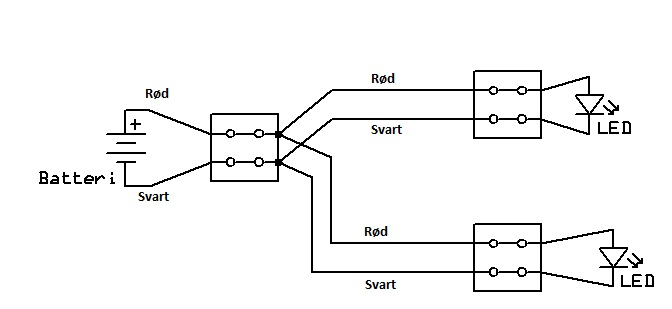 Rød
Rød
+
Svart
LED
Batteri
Svart
Rød
LED
Svart